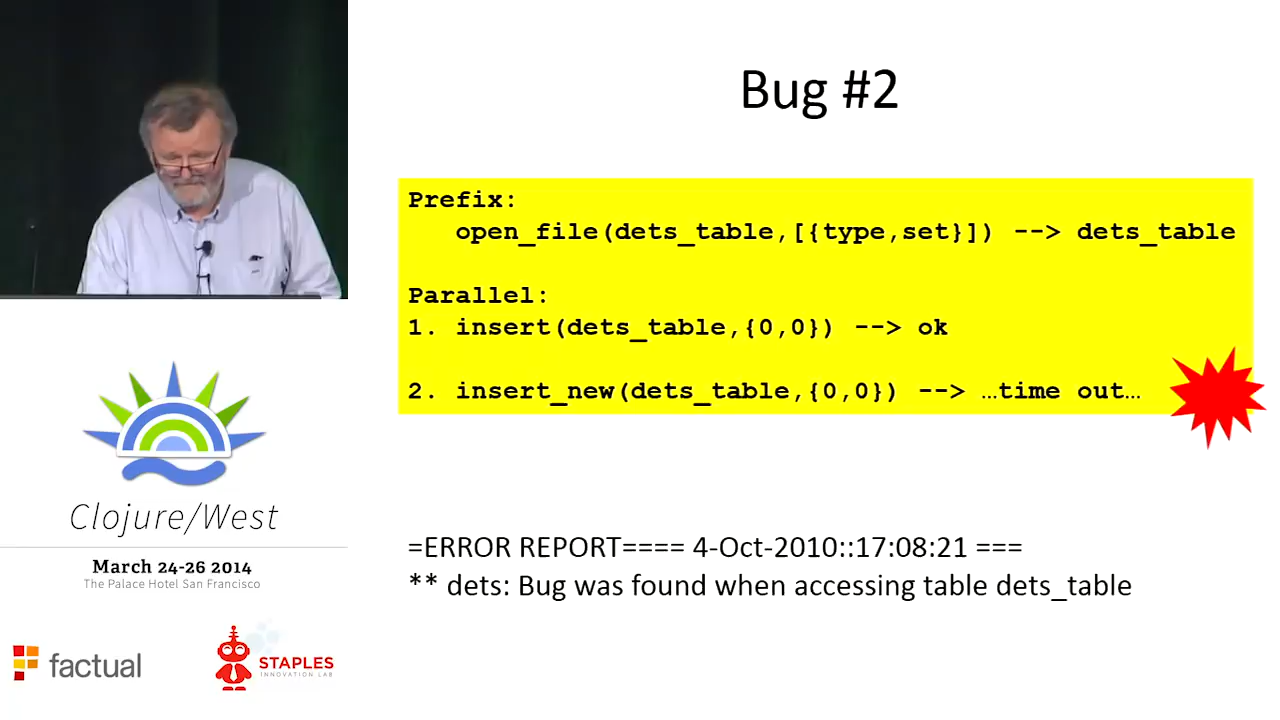 Bug #2
Prefix:
open_file(dets_table,[{type,set}]) --> dets_table
Parallel:
1. insert(dets_table,{0,0}) --> ok
2. insert_new(dets_table,{0,0}) --> …time out…
=ERROR REPORT==== 4-Oct-2010::17:08:21 ===
** dets: Bug was found when accessing table dets_table
Clojure/West
March 24-26 2014
The Palace Hotel San Francisco
factual
STAPLES
INNOVATION LAB